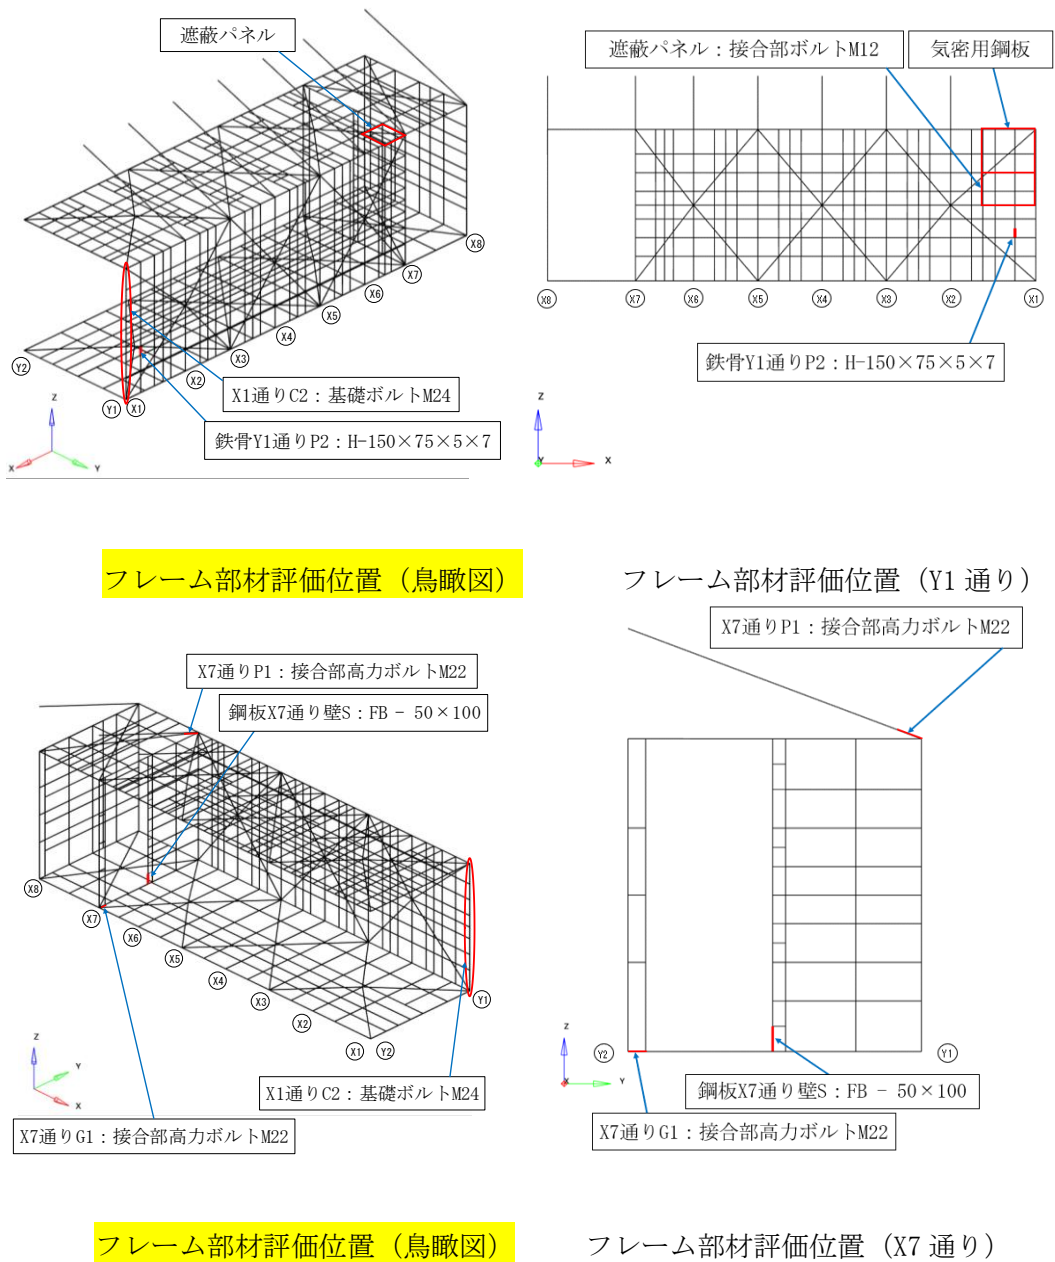 遮蔽パネル
X8
X7
X6
X5
X4
X3
X2
Y2
Y1
X1
X1通りC2：基礎ボルトM24
鉄骨Y1通りP2：H-150×75×5×7
Z
X
Y
遮蔽パネル：接合部ボルトM12
気密用鋼板
X8
X7
X6
X5
X4
X3
X2
X1
鉄骨Y1通りP2：H-150×75×5×7
Z
Y
X
フレーム部材評価位置（鳥瞰図）
フレーム部材評価位置（Y1 通り）
X7通りP1：接合部高力ボルトM22
鋼板X7通り壁S：FB － 50×100
X8
X7
X6
X5
X4
X3
X2
X1
Y2
Y1
Z
Y
X
X1通りC2：基礎ボルトM24
X7通りG1：接合部高力ボルトM22
X7通りP1：接合部高力ボルトM22
Y2
Y1
Z
X
Y
鋼板X7通り壁S：FB － 50×100
X7通りG1：接合部高力ボルトM22
フレーム部材評価位置（鳥瞰図）
フレーム部材評価位置（X7 通り）